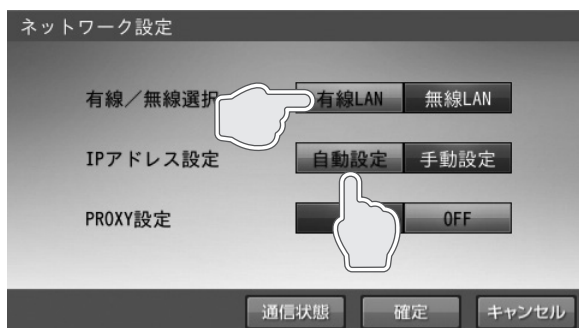 ネットワーク設定
有線／無線選択 有線LAN 無線LAN
IPアドレス設定 自動設定 手動設定
PROXY設定 OFF
通信状態 確定 キャンセル